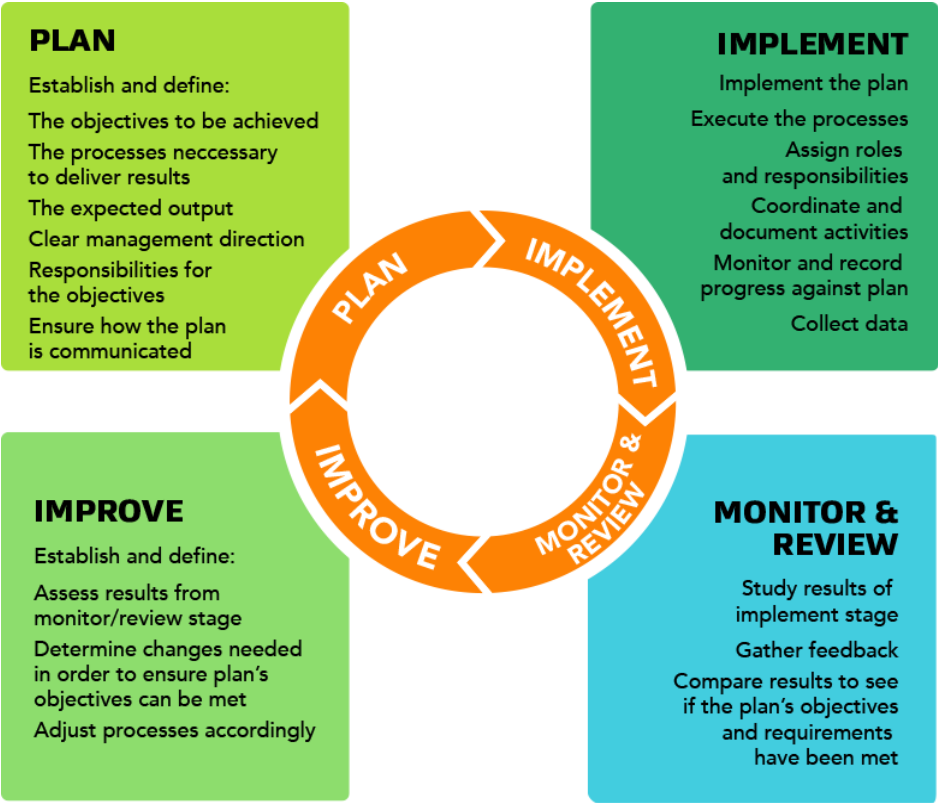 PLAN
Establish and define:
The objectives to be achieved
The processes neccessary
to deliver results
The expected output
Clear management direction
Responsibilities for
the objectives
Ensure how the plan
is communicated
IMPLEMENT
Implement the plan
Execute the processes
Assign roles
and responsibilities
Coordinate and
document activities
Monitor and record
progress against plan
Collect data
PLAN
IMPLEMENT
MONITOR &
REVIEW
IMPROVE
IMPROVE
Establish and define:
Assess results from
monitor/review stage
Determine changes needed
in order to ensure plan's
objectives can be met
Adjust processes accordingly
MONITOR &
REVIEW
Study results of
implement stage
Gather feedback
Compare results to see
if the plan's objectives
and requirements
have been met